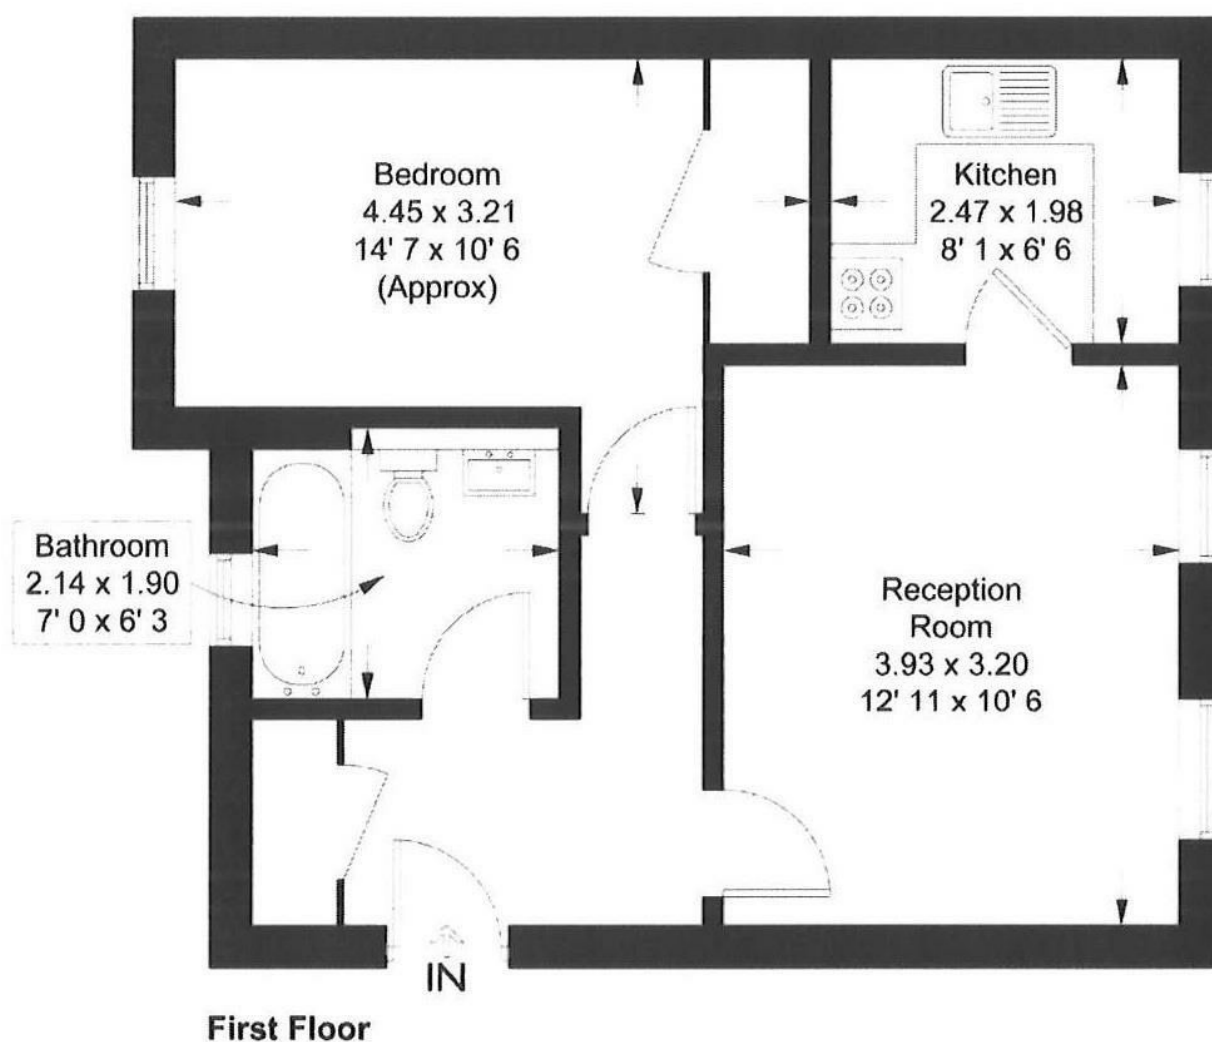 Bedroom
4.45 x 3.21
14' 7 x 10' 6
(Approx)
Kitchen
2.47 x 1.98
8' 1 x 6' 6
Bathroom
2.14 x 1.90
7' 0 x 6' 3
Reception
Room
3.93 x 3.20
12' 11 x 10' 6
IN
First Floor